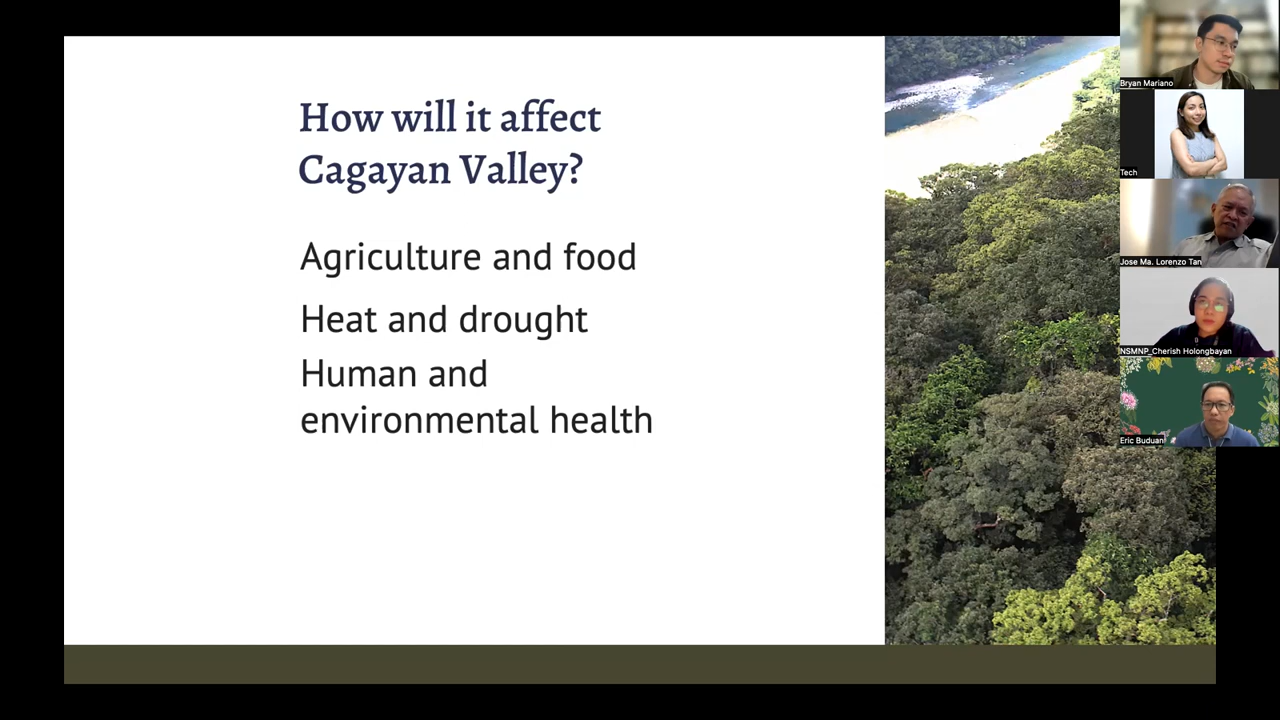 How will it affect
Cagayan Valley?
Agriculture and food
Heat and drought
Human and
environmental health
Bryan Mariano
Tech
Jose Ma. Lorenzo Tan
NSMNP_Cherish Holongbayan
Eric Buduan